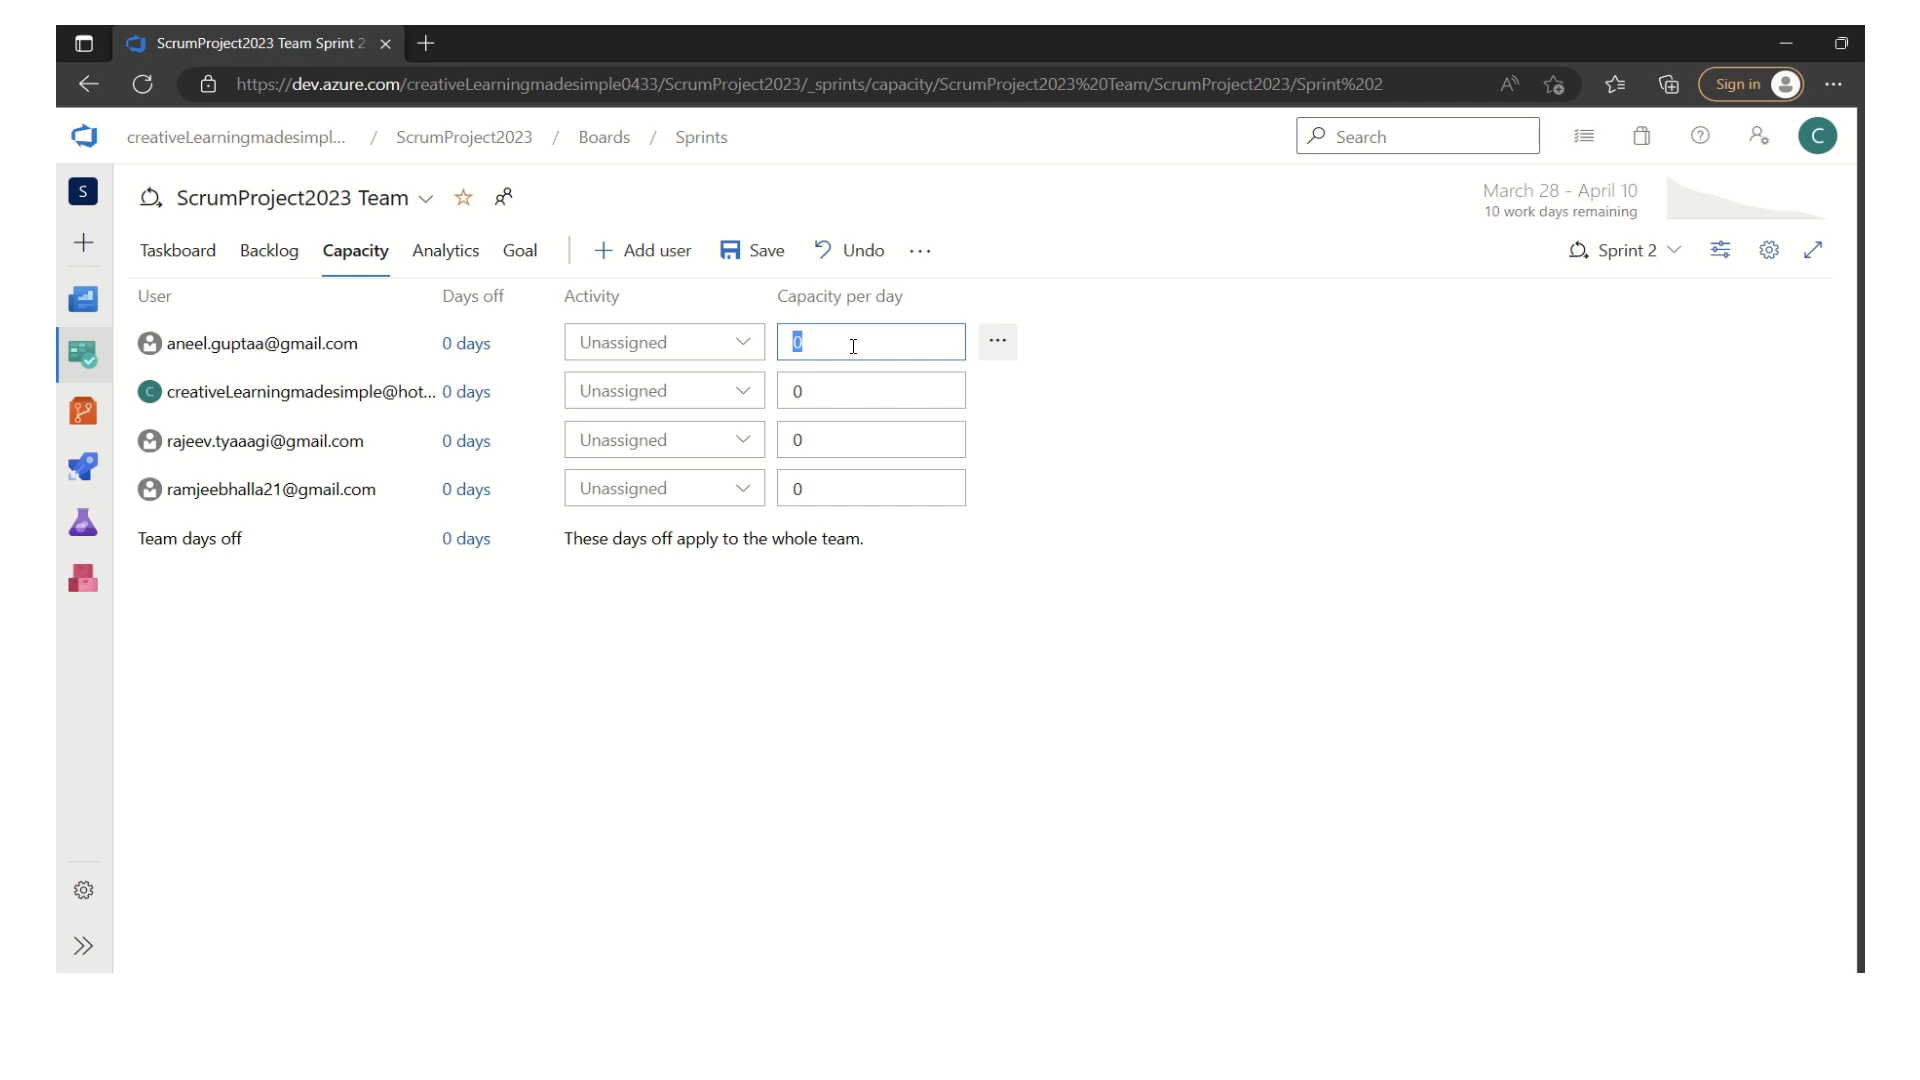 ScrumProject2023 Team Sprint 2
https://dev.azure.com/creativeLearningmadesimple0433/ScrumProject2023/_sprints/capacity/ScrumProject2023%20Team/ScrumProject2023/Sprint%202
A
Sign in
creativeLearningmadesimpl... / ScrumProject2023 / Boards / Sprints
Search
C
S
ScrumProject2023 Team
March 28 - April 10
10 work days remaining
Taskboard Backlog Capacity Analytics Goal Add user Save Undo
Sprint 2
User Days off Activity Capacity per day
aneel.guptaa@gmail.com 0 days Unassigned 0
C creativeLearningmadesimple@hot... 0 days Unassigned 0
rajeev.tyaaagi@gmail.com 0 days Unassigned 0
ramjeebhalla21@gmail.com 0 days Unassigned 0
Team days off 0 days These days off apply to the whole team.